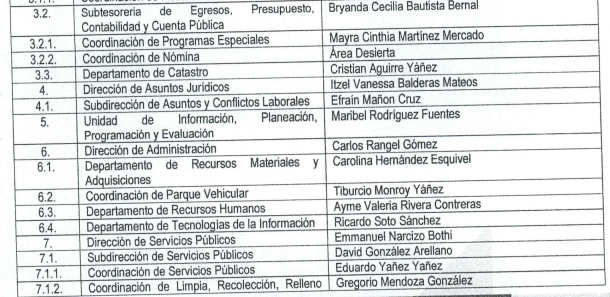 3.2. Subtesoreria de Egresos, Presupuesto, Bryanda Cecilia Bautista Bernal
Contabilidad y Cuenta Pública
3.2.1. Coordinación de Programas Especiales Mayra Cinthia Martínez Mercado
3.2.2. Coordinación de Nómina Área Desierta
3.3. Departamento de Catastro Cristian Aguirre Yáñez
4. Dirección de Asuntos Jurídicos Itzel Vanessa Balderas Mateos
4.1. Subdirección de Asuntos y Conflictos Laborales Efraín Mañon Cruz
5. Unidad de Información, Planeación, Maribel Rodríguez Fuentes
Programación y Evaluación
6. Dirección de Administración Carlos Rangel Gómez
6.1. Departamento de Recursos Materiales y Carolina Hernández Esquivel
Adquisiciones
6.2. Coordinación de Parque Vehicular Tiburcio Monroy Yáñez
6.3. Departamento de Recursos Humanos Ayme Valeria Rivera Contreras
6.4. Departamento de Tecnologías de la Información Ricardo Soto Sánchez
7. Dirección de Servicios Públicos Emmanuel Narcizo Bothi
7.1. Subdirección de Servicios Públicos David González Arellano
7.1.1. Coordinación de Servicios Públicos Eduardo Yañez Yañez
7.1.2. Coordinación de Limpia, Recolección, Relleno Gregorio Mendoza González